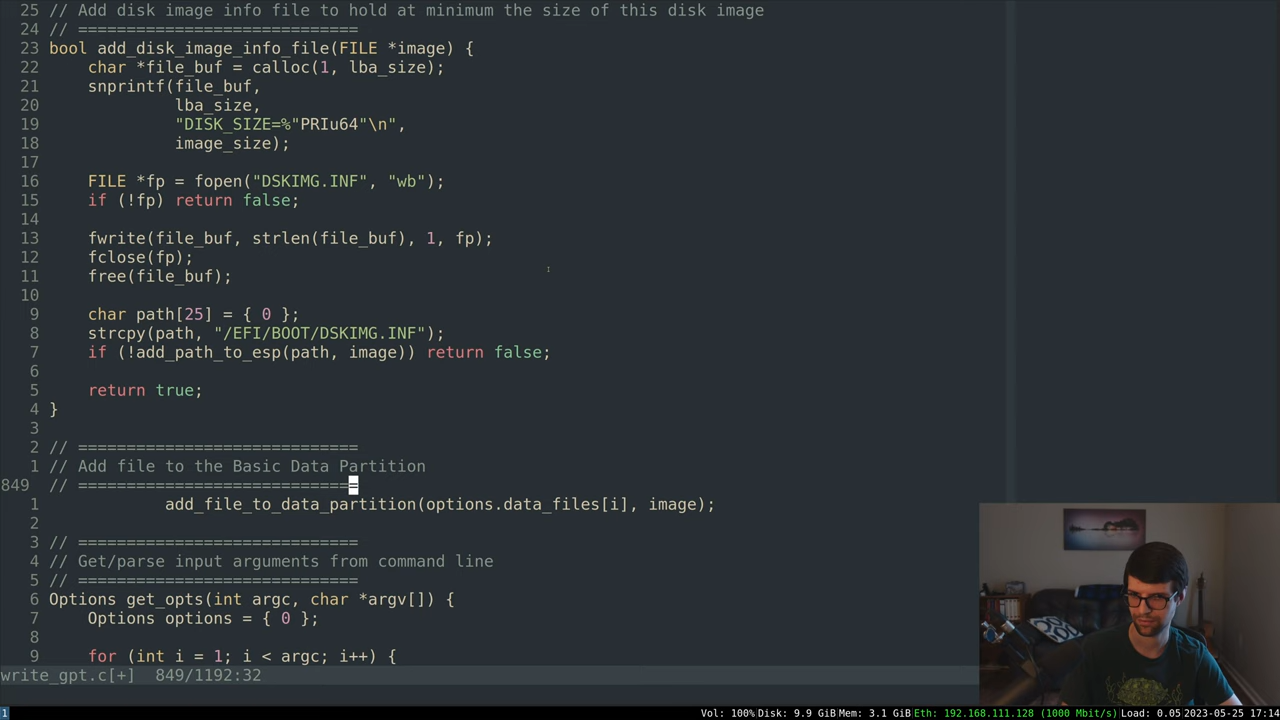 25 // Add disk image info file to hold at minimum the size of this disk image
24 // =============================
23 bool add_disk_image_info_file(FILE *image) {
22     char *file_buf = calloc(1, lba_size);
21     snprintf(file_buf,
20              lba_size,
19              "DISK_SIZE=%"PRIu64"\n",
18              image_size);
17
16     FILE *fp = fopen("DSKIMG.INF", "wb");
15     if (!fp) return false;
14
13     fwrite(file_buf, strlen(file_buf), 1, fp);
12     fclose(fp);
11     free(file_buf);
10
9     char path[25] = { 0 };
8     strcpy(path, "/EFI/BOOT/DSKIMG.INF");
7     if (!add_path_to_esp(path, image)) return false;
6
5     return true;
4 }
3
2 // =============================
1 // Add file to the Basic Data Partition
849 // =============================
1             add_file_to_data_partition(options.data_files[i], image);
2
3 // =============================
4 // Get/parse input arguments from command line
5 // =============================
6 Options get_opts(int argc, char *argv[]) {
7     Options options = { 0 };
8
9     for (int i = 1; i < argc; i++) {
write_gpt.c[+]  849/1192:32
1 Vol: 100% Disk: 9.9 GiB Mem: 3.1 GiB Eth: 192.168.111.128 (1000 Mbit/s) Load: 0.05 2023-05-25 17:14